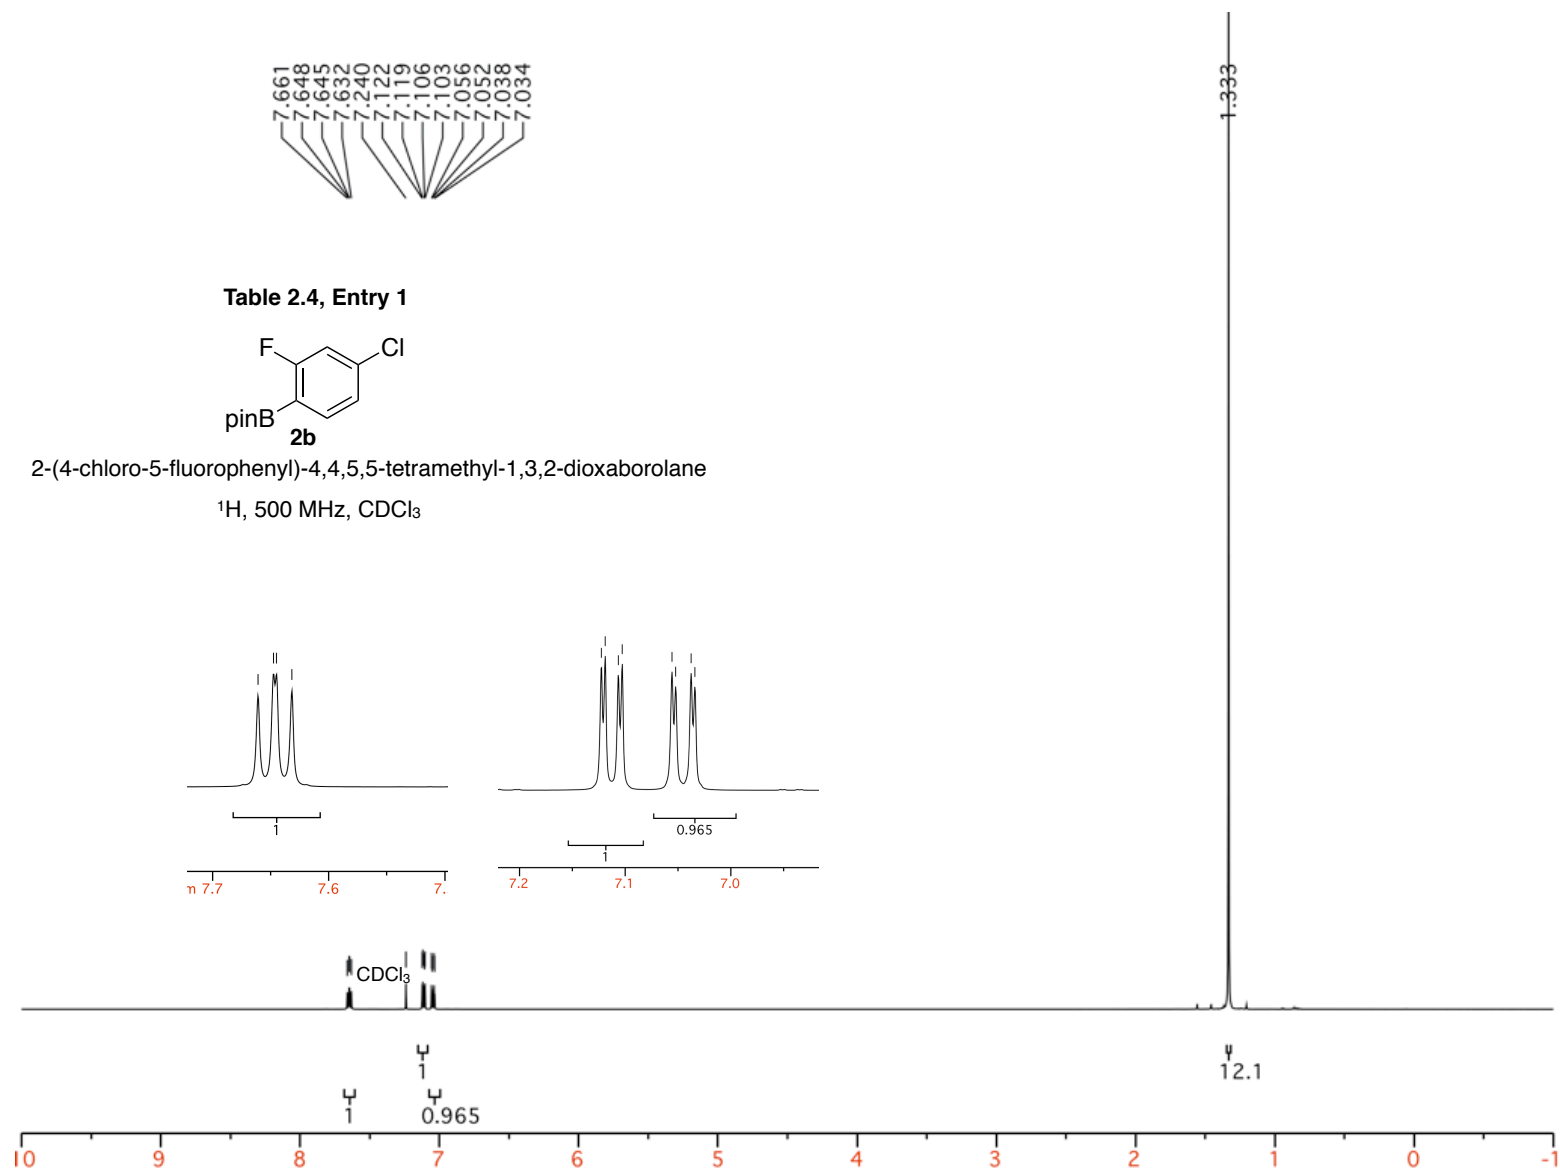 7.661
7.648
7.645
7.632
7.240
7.122
7.119
7.106
7.103
7.056
7.052
7.038
7.034
1.333
Table 2.4, Entry 1
F
Cl
pinB
2b
2-(4-chloro-5-fluorophenyl)-4,4,5,5-tetramethyl-1,3,2-dioxaborolane
¹H, 500 MHz, CDCl₃
1
0.965
1
m 7.7 7.6 7.
7.2 7.1 7.0
CDCl₃
1
12.1
1
0.965
10 9 8 7 6 5 4 3 2 1 0 -1